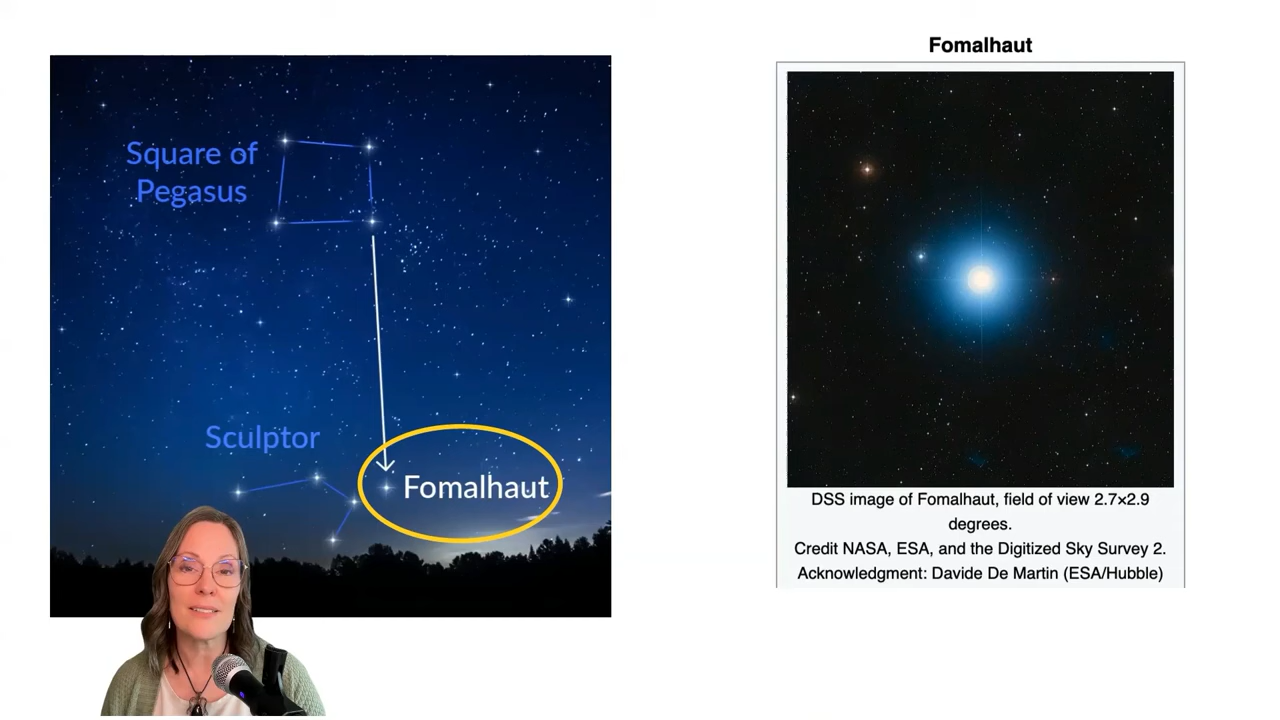 Square of
Pegasus
Sculptor
Fomalhaut
Fomalhaut
DSS image of Fomalhaut, field of view 2.7×2.9
degrees.
Credit NASA, ESA, and the Digitized Sky Survey 2.
Acknowledgment: Davide De Martin (ESA/Hubble)